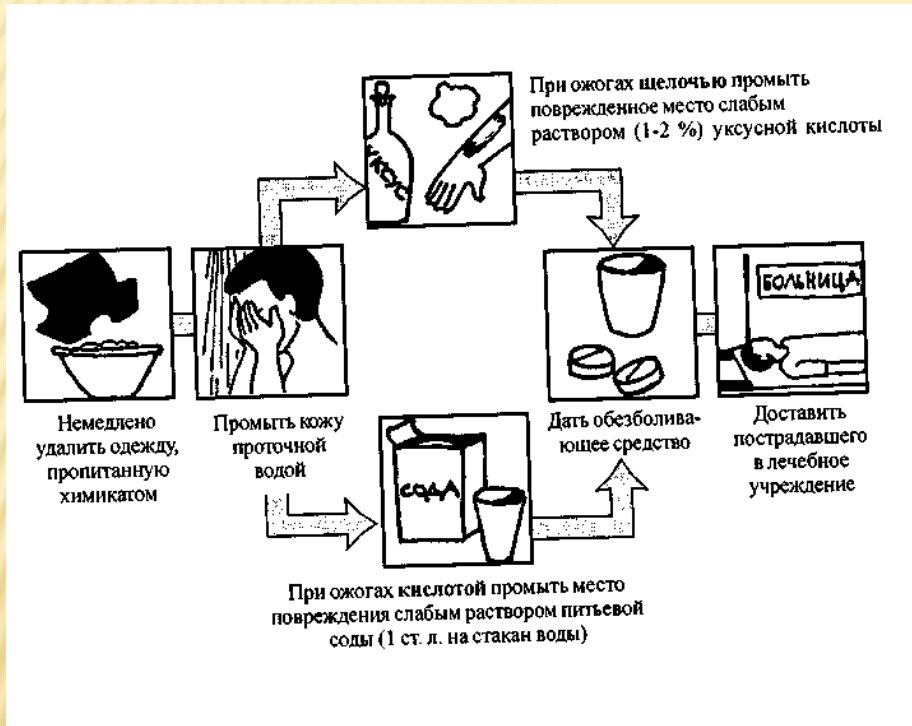 При ожогах щелочью промыть
поврежденное место слабым
раствором (1-2 %) уксусной кислоты
УКСУС
БОЛЬНИЦА
Немедлено
удалить одежду,
пропитанную
химикатом
Промыть кожу
проточной
водой
СОДА
Дать обезболива-
ющее средство
Доставить
пострадавшего
в лечебное
учреждение
При ожогах кислотой промыть место
повреждения слабым раствором питьевой
соды (1 ст. л. на стакан воды)